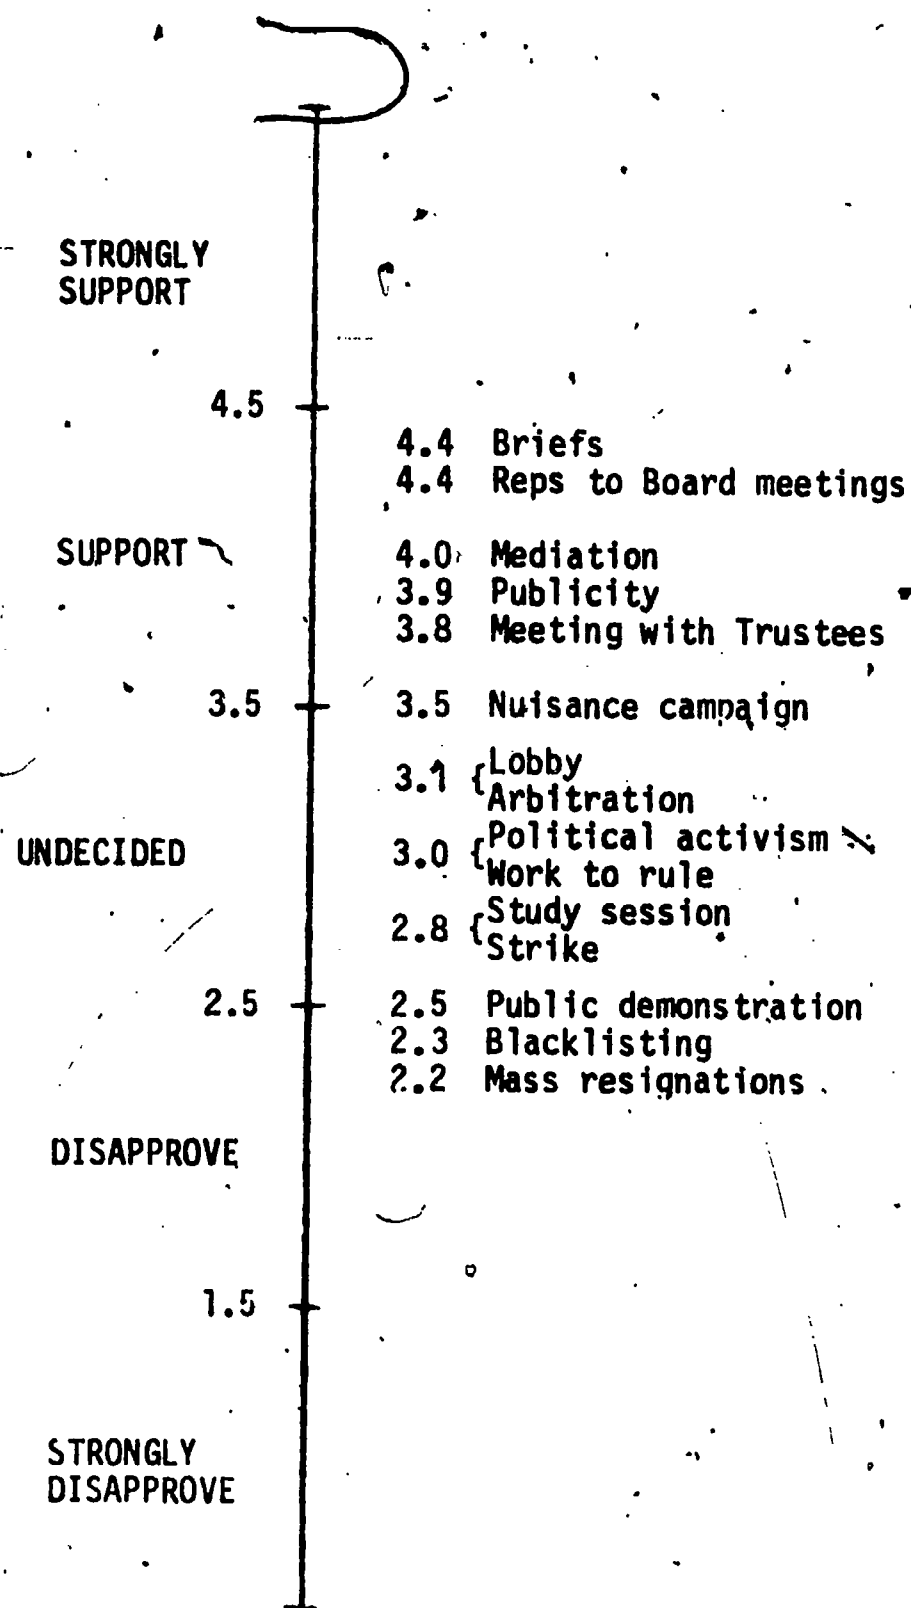 STRONGLY
SUPPORT
4.5
4.4 Briefs
4.4 Reps to Board meetings
SUPPORT
4.0 Mediation
3.9 Publicity
3.8 Meeting with Trustees
3.5
3.5 Nuisance campaign
3.1 {Lobby
Arbitration
UNDECIDED
3.0 {Political activism
Work to rule
2.8 {Study session
Strike
2.5
2.5 Public demonstration
2.3 Blacklisting
2.2 Mass resignations
DISAPPROVE
1.5
STRONGLY
DISAPPROVE